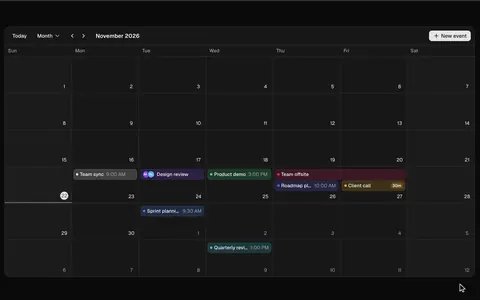 Today Month November 2026 + New event
Sun Mon Tue Wed Thu Fri Sat
1 2 3 4 5 6 7
8 9 10 11 12 13 14
15 16 17 18 19 20 21
Team sync 9:00 AM Design review Product demo 3:00 PM Team offsite
Roadmap pl... 10:00 AM Client call 30m
22 23 24 25 26 27 28
Sprint planni... 9:30 AM
29 30 1 2 3 4 5
Quarterly revi... 1:00 PM
6 7 8 9 10 11 12